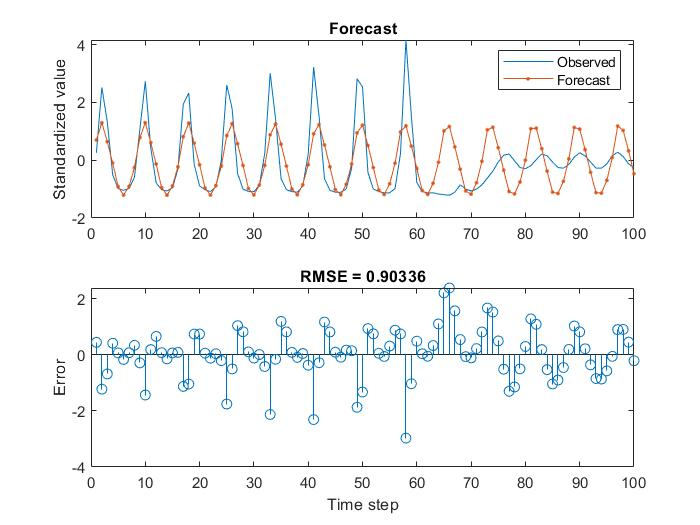 Forecast
4
2
0
-2
Standardized value
Observed
Forecast
0 10 20 30 40 50 60 70 80 90 100
RMSE = 0.90336
2
0
-2
-4
Error
0 10 20 30 40 50 60 70 80 90 100
Time step